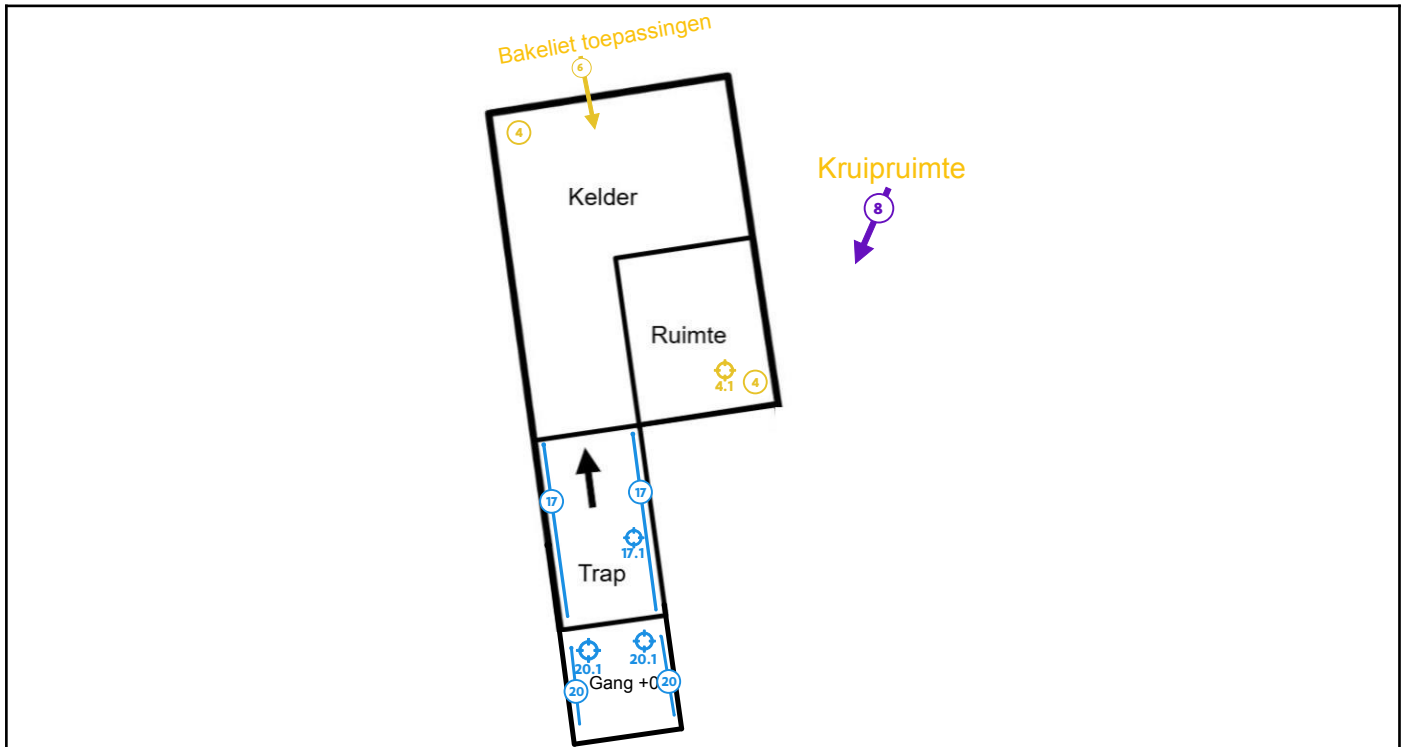 Bakeliet toepassingen
6
4
Kelder
Kruipruimte
8
Ruimte
4.1
4
17
17
17.1
Trap
20.1
20.1
20
Gang +0
20